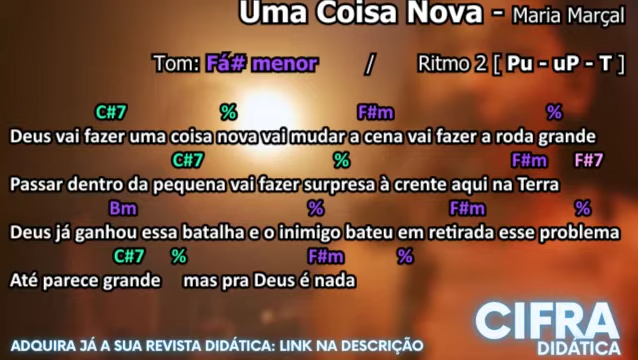 Uma Coisa Nova - Maria Marçal
Tom: Fá# menor / Ritmo 2 [ Pu - uP - T ]
C#7 % F#m %
Deus vai fazer uma coisa nova vai mudar a cena vai fazer a roda grande
C#7 % F#m F#7
Passar dentro da pequena vai fazer surpresa à crente aqui na Terra
Bm % F#m %
Deus já ganhou essa batalha e o inimigo bateu em retirada esse problema
C#7 % F#m %
Até parece grande mas pra Deus é nada
CIFRA
DIDÁTICA
ADQUIRA JÁ A SUA REVISTA DIDÁTICA: LINK NA DESCRIÇÃO